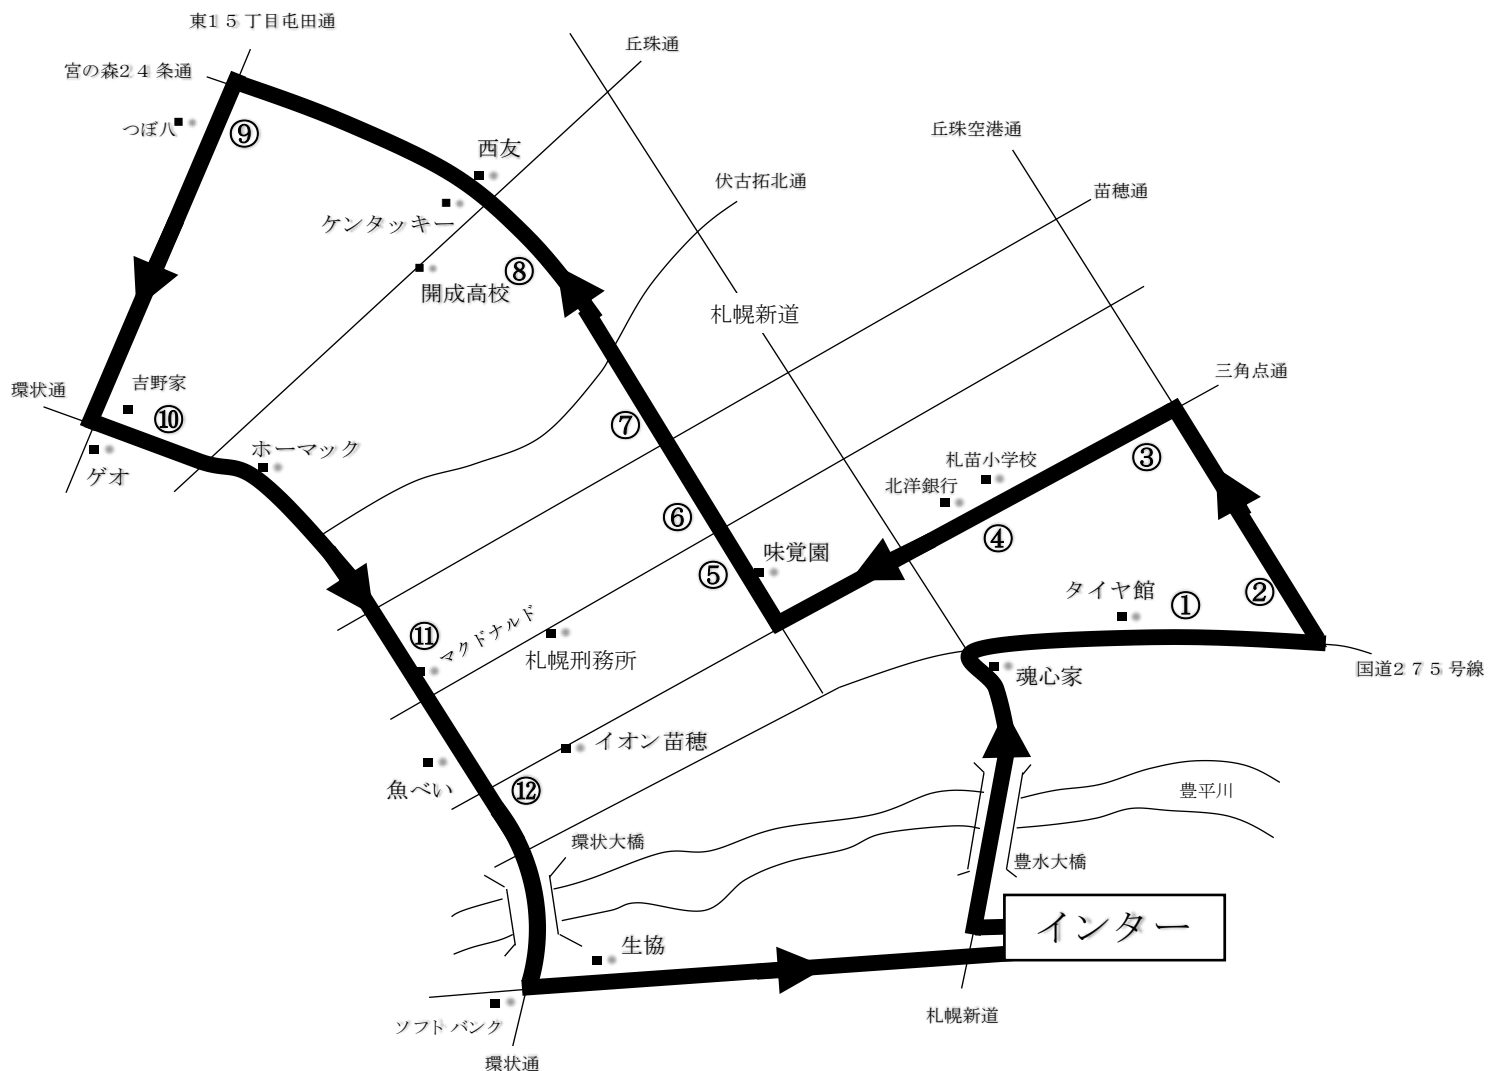 東１５丁目屯田通
丘珠通
宮の森２４条通
つぼ八
⑨
西友
丘珠空港通
伏古拓北通
苗穂通
ケンタッキー
⑧
開成高校
札幌新道
三角点通
環状通
吉野家
⑩
⑦
ホーマック
ゲオ
札苗小学校
③
北洋銀行
⑥
④
味覚園
⑤
タイヤ館
①
②
⑪
マクドナルド
札幌刑務所
国道２７５号線
魂心家
イオン苗穂
魚べい
⑫
豊平川
環状大橋
豊水大橋
インター
生協
札幌新道
ソフトバンク
環状通